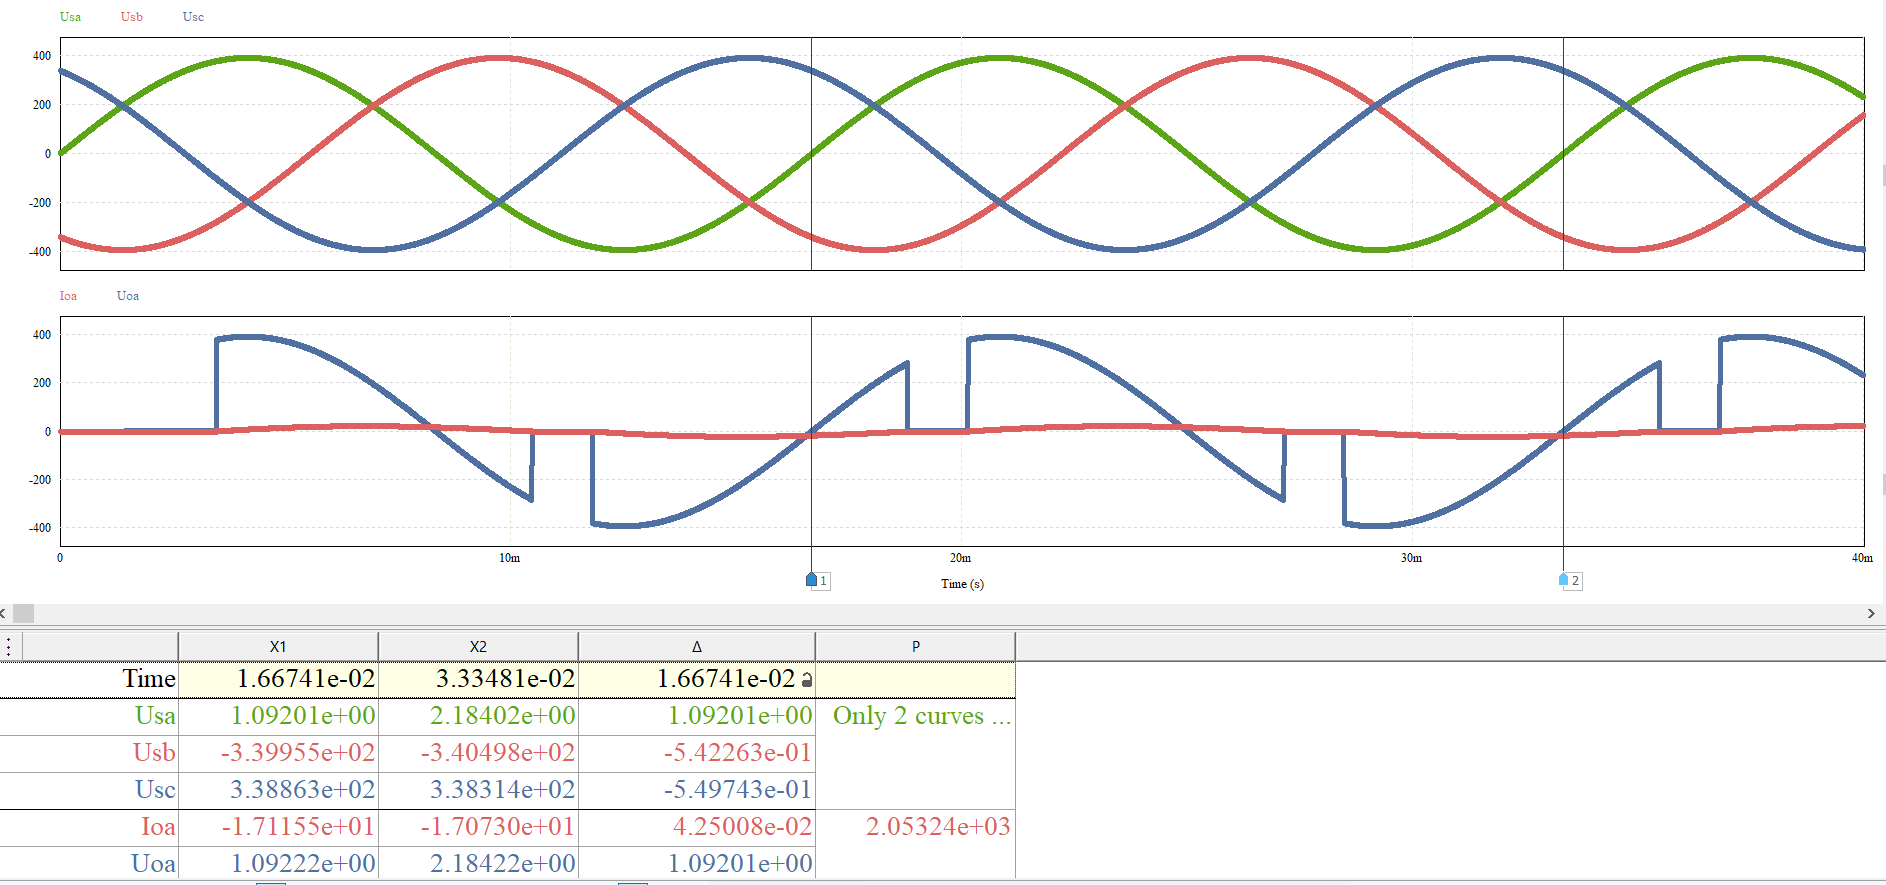 Usa Usb Usc
400
200
0
-200
-400
Ioa Uoa
400
200
0
-200
-400
0 10m 20m 30m 40m
1 2
Time (s)
X1 X2 Δ P
Time 1.66741e-02 3.33481e-02 1.66741e-02
Usa 1.09201e+00 2.18402e+00 1.09201e+00 Only 2 curves ...
Usb -3.39955e+02 -3.40498e+02 -5.42263e-01
Usc 3.38863e+02 3.38314e+02 -5.49743e-01
Ioa -1.71155e+01 -1.70730e+01 4.25008e-02 2.05324e+03
Uoa 1.09222e+00 2.18422e+00 1.09201e+00